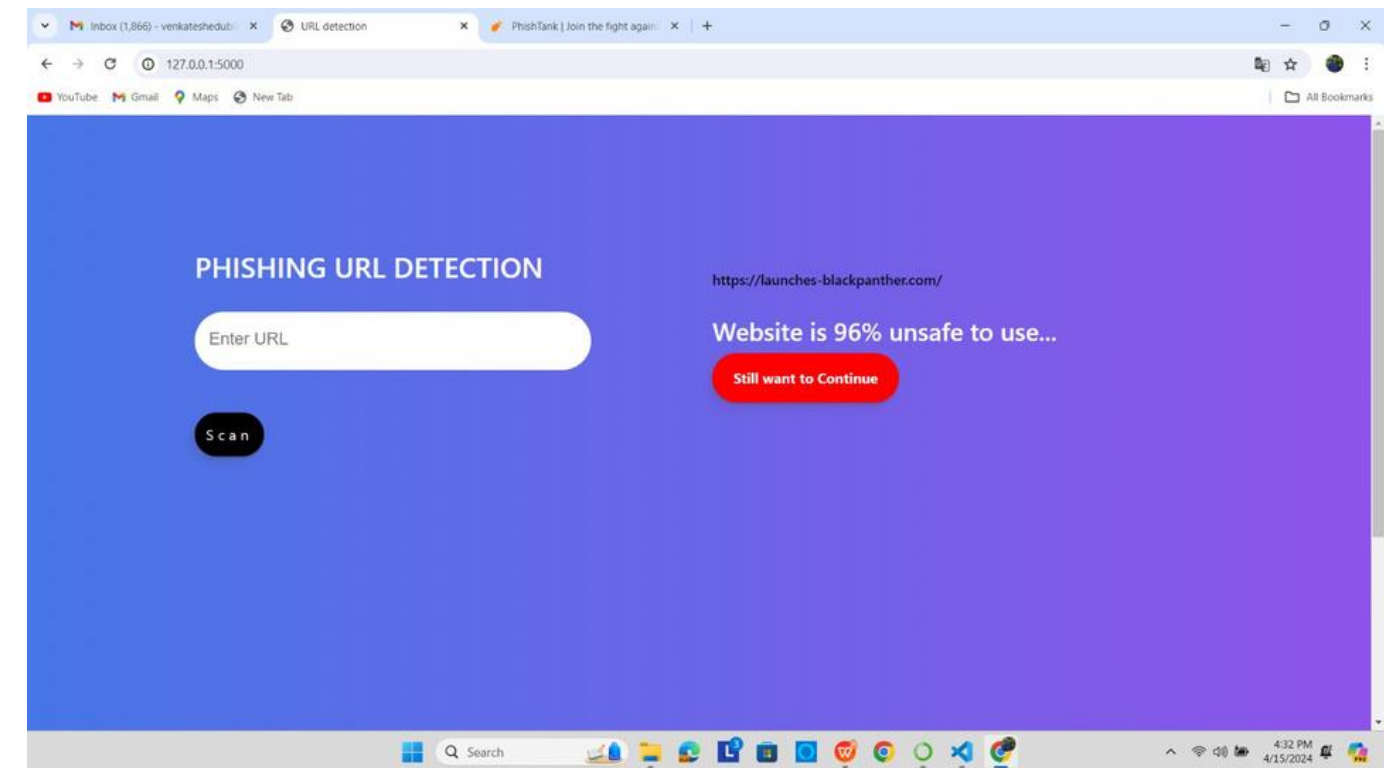 Inbox (1,866) - venkateshedub
URL detection
PhishTank | Join the fight again
127.0.0.1:5000
YouTube
Gmail
Maps
New Tab
All Bookmarks
PHISHING URL DETECTION
Enter URL
Scan
https://launches-blackpanther.com/
Website is 96% unsafe to use...
Still want to Continue
Search
L
3
W
4:32 PM
4/15/2024
PRE